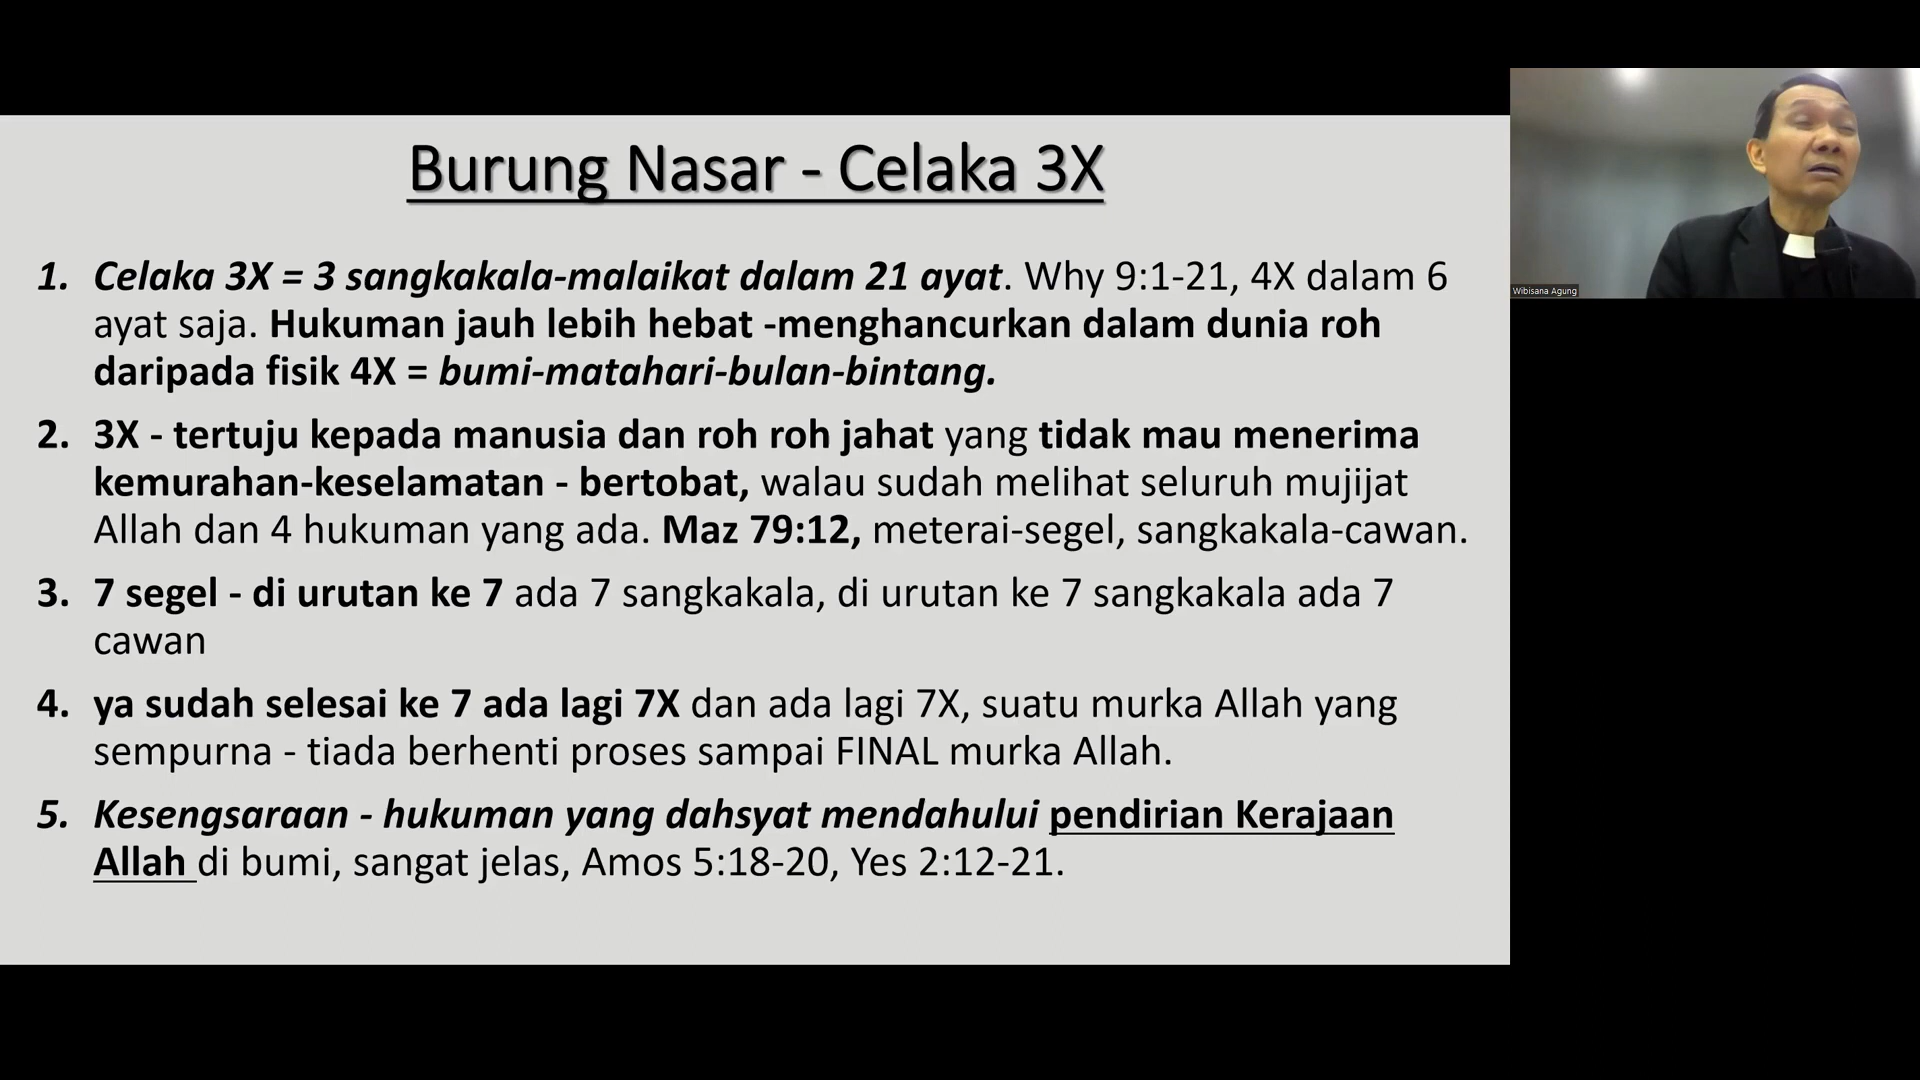 Burung Nasar - Celaka 3X
1. Celaka 3X = 3 sangkakala-malaikat dalam 21 ayat. Why 9:1-21, 4X dalam 6
ayat saja. Hukuman jauh lebih hebat -menghancurkan dalam dunia roh
daripada fisik 4X = bumi-matahari-bulan-bintang.
2. 3X - tertuju kepada manusia dan roh roh jahat yang tidak mau menerima
kemurahan-keselamatan - bertobat, walau sudah melihat seluruh mujijat
Allah dan 4 hukuman yang ada. Maz 79:12, meterai-segel, sangkakala-cawan.
3. 7 segel - di urutan ke 7 ada 7 sangkakala, di urutan ke 7 sangkakala ada 7
cawan
4. ya sudah selesai ke 7 ada lagi 7X dan ada lagi 7X, suatu murka Allah yang
sempurna - tiada berhenti proses sampai FINAL murka Allah.
5. Kesengsaraan - hukuman yang dahsyat mendahului pendirian Kerajaan
Allah di bumi, sangat jelas, Amos 5:18-20, Yes 2:12-21.
Wibisana Agung